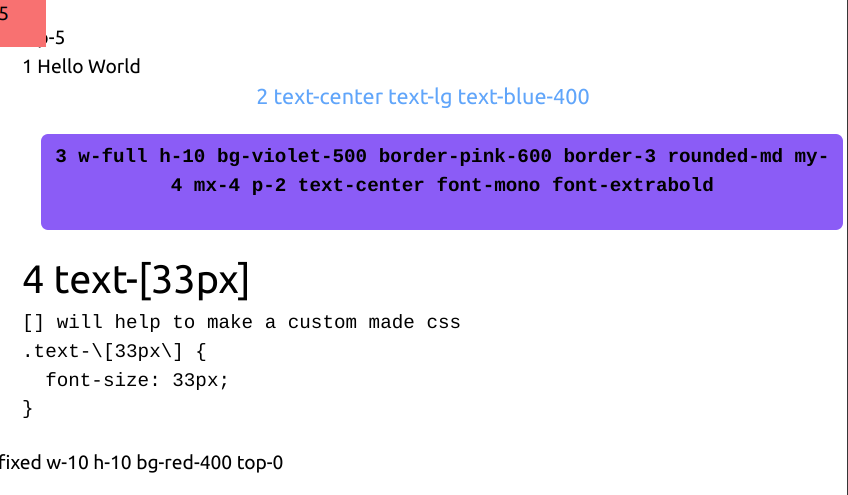 5
p-5
1 Hello World
2 text-center text-lg text-blue-400
3 w-full h-10 bg-violet-500 border-pink-600 border-3 rounded-md my-
4 mx-4 p-2 text-center font-mono font-extrabold
4 text-[33px]
[] will help to make a custom made css
.text-\[33px\] {
  font-size: 33px;
}
fixed w-10 h-10 bg-red-400 top-0